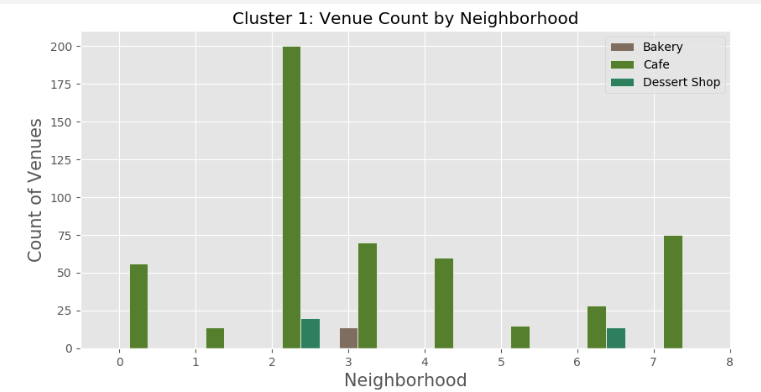 Cluster 1: Venue Count by Neighborhood
Bakery
Cafe
Dessert Shop
Count of Venues
200
175
150
125
100
75
50
25
0
0 1 2 3 4 5 6 7 8
Neighborhood